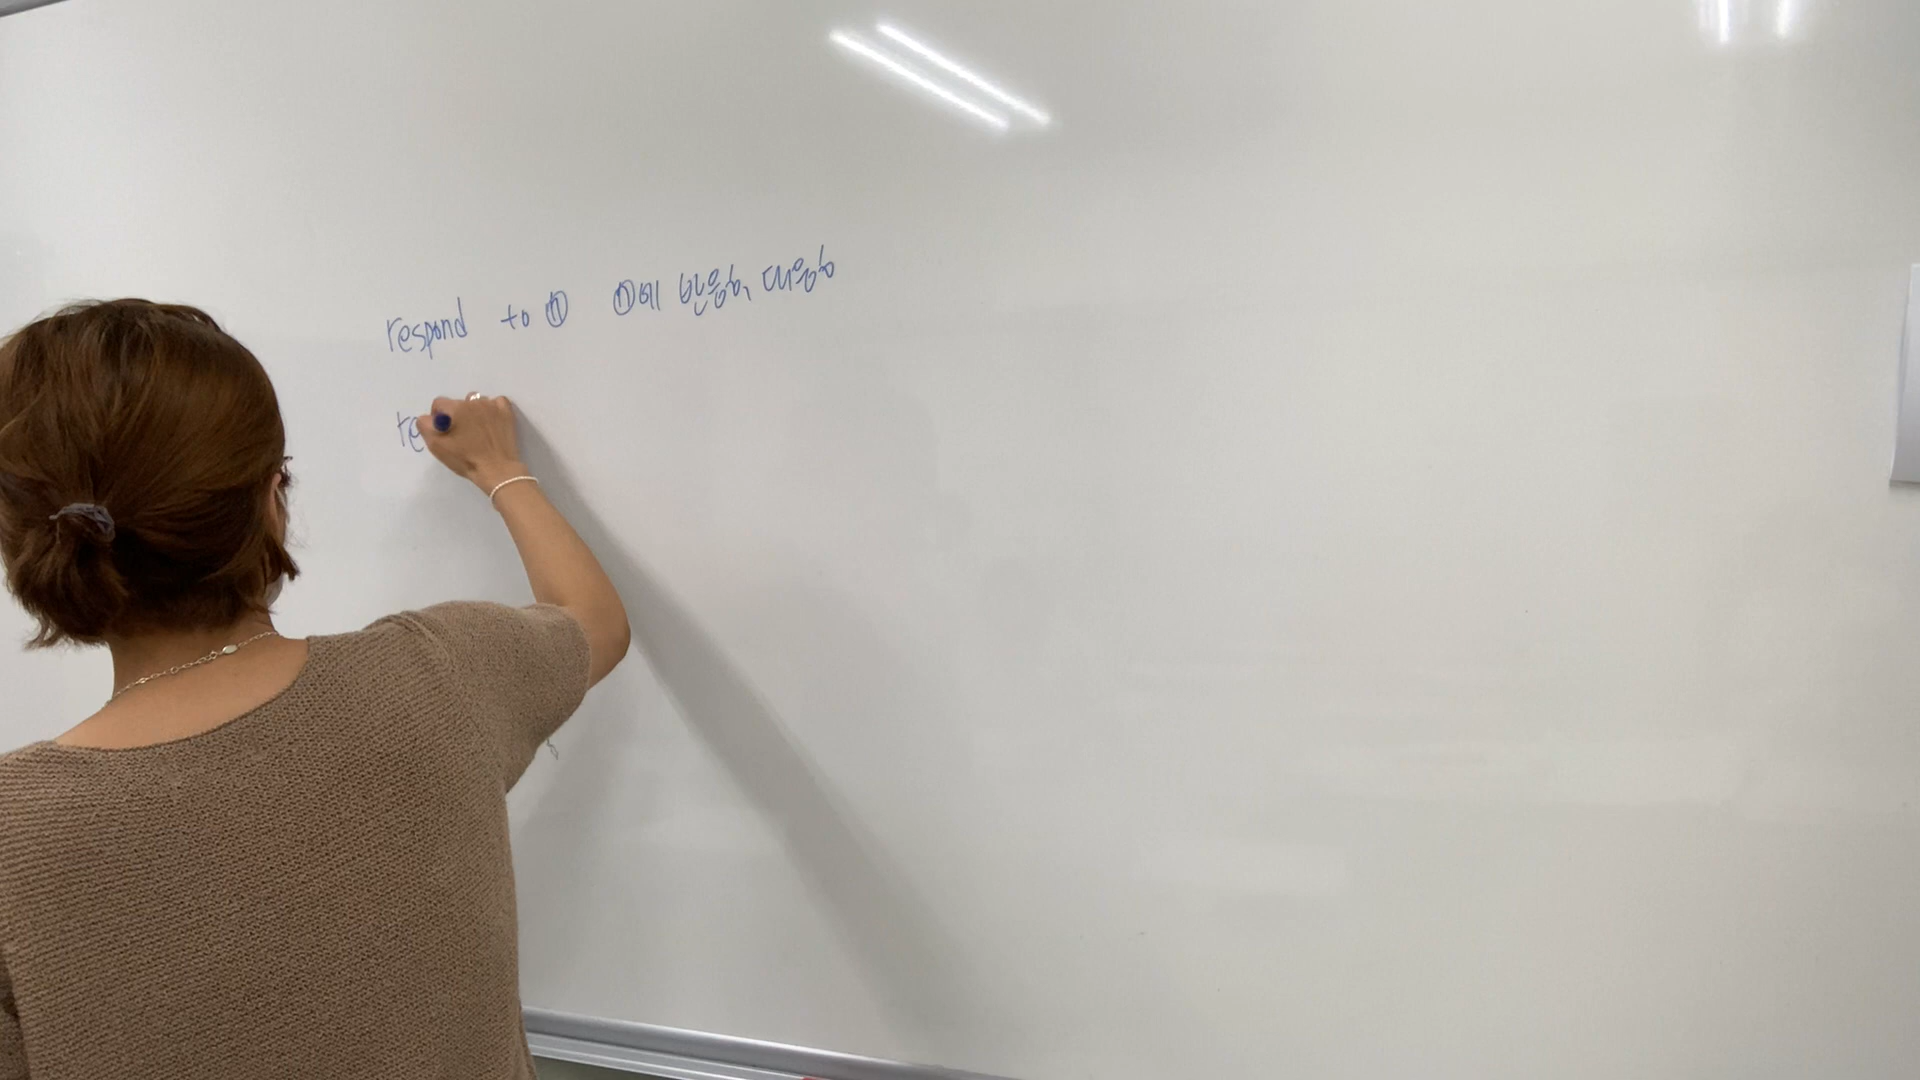 respond to ⓝ ⓝ에 반응하, 대응하
te